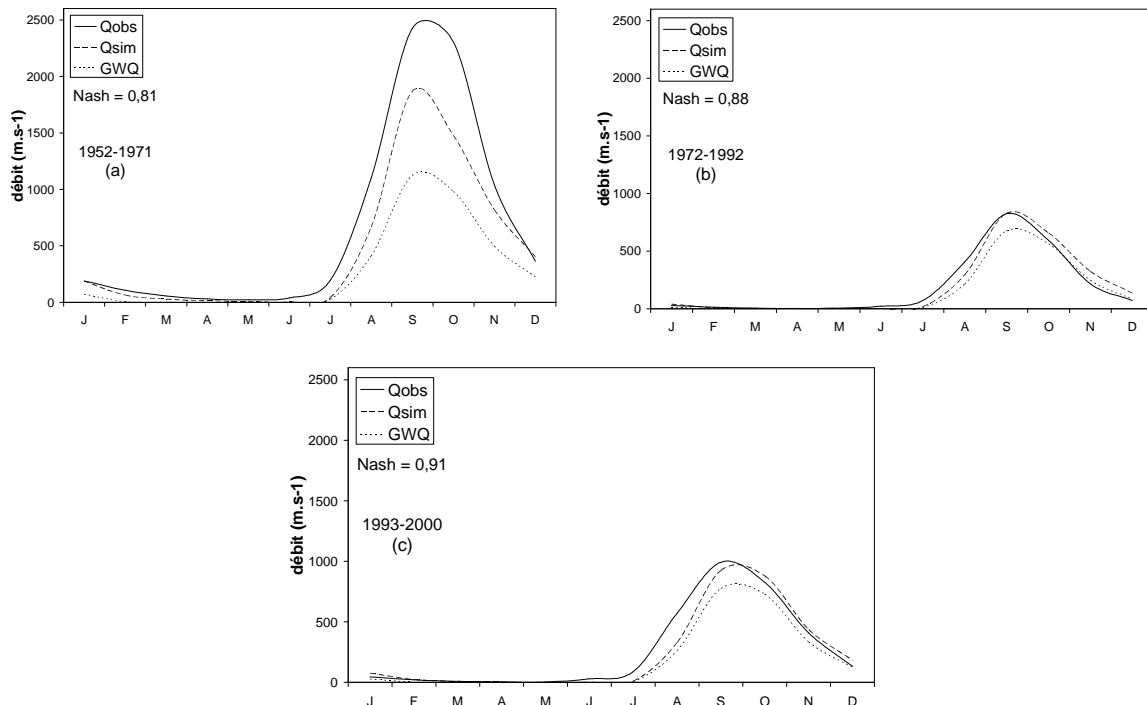 2500
2000
1500
1000
500
0
débit (m.s-1)
Qobs
Qsim
GWQ
Nash = 0,81
1952-1971
(a)
J F M A M J J A S O N D
2500
2000
1500
1000
500
0
débit (m.s-1)
Qobs
Qsim
GWQ
Nash = 0,88
1972-1992
(b)
J F M A M J J A S O N D
2500
2000
1500
1000
500
0
débit (m.s-1)
Qobs
Qsim
GWQ
Nash = 0,91
1993-2000
(c)
J F M A M J J A S O N D